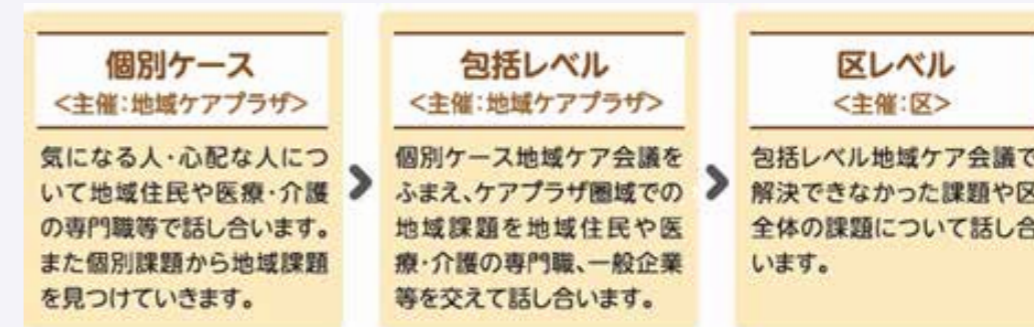 個別ケース
<主催:地域ケアプラザ>
気になる人・心配な人につ
いて地域住民や医療・介護
の専門職等で話し合います。
また個別課題から地域課題
を見つけていきます。
包括レベル
<主催:地域ケアプラザ>
個別ケース地域ケア会議を
ふまえ、ケアプラザ圏域での
地域課題を地域住民や医
療・介護の専門職、一般企業
等を交えて話し合います。
区レベル
<主催:区>
包括レベル地域ケア会議で
解決できなかった課題や区
全体の課題について話し合
います。